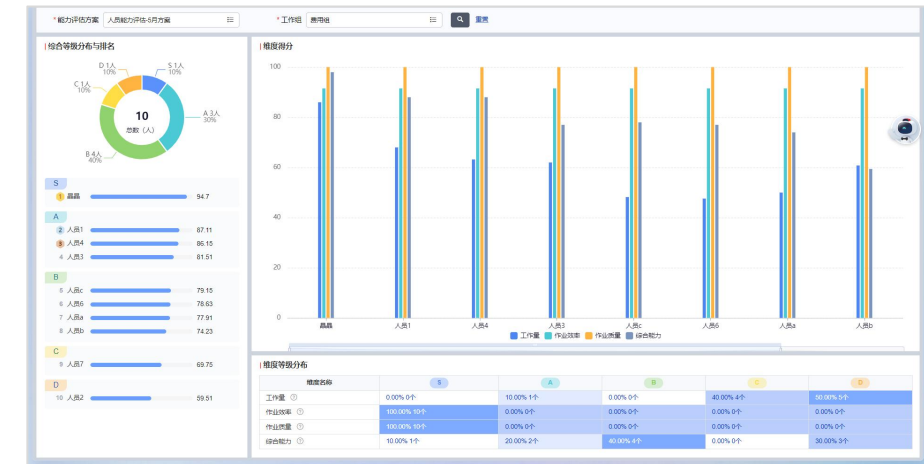 *能力评估方案 人员能力评估-5月方案 *工作组 费用组 重置
综合等级分布与排名
D 1人
10%
S 1人
10%
C 1人
10%
A 3人
30%
B 4人
40%
10
总数（人）
S
1 晶晶 94.7
A
2 人员1 87.11
3 人员4 86.15
4 人员3 81.51
B
5 人员c 79.15
6 人员6 78.63
7 人员a 77.91
8 人员b 74.23
C
9 人员7 69.75
D
10 人员2 59.51
维度得分
100
80
60
40
20
0
晶晶 人员1 人员4 人员3 人员c 人员6 人员a 人员b
工作量 作业效率 作业质量 综合能力
维度等级分布
维度名称 S A B C D
工作量 0.00% 0个 10.00% 1个 0.00% 0个 40.00% 4个 50.00% 5个
作业效率 100.00% 10个 0.00% 0个 0.00% 0个 0.00% 0个 0.00% 0个
作业质量 100.00% 10个 0.00% 0个 0.00% 0个 0.00% 0个 0.00% 0个
综合能力 10.00% 1个 20.00% 2个 40.00% 4个 0.00% 0个 30.00% 3个